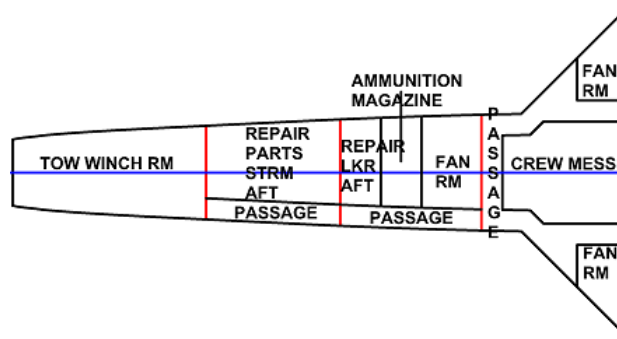 AMMUNITION
MAGAZINE
FAN
RM
TOW WINCH RM
REPAIR
PARTS
STRM
AFT
REPAIR
LKR
AFT
FAN
RM
PASSAGE
CREW MESS
PASSAGE
PASSAGE
FAN
RM